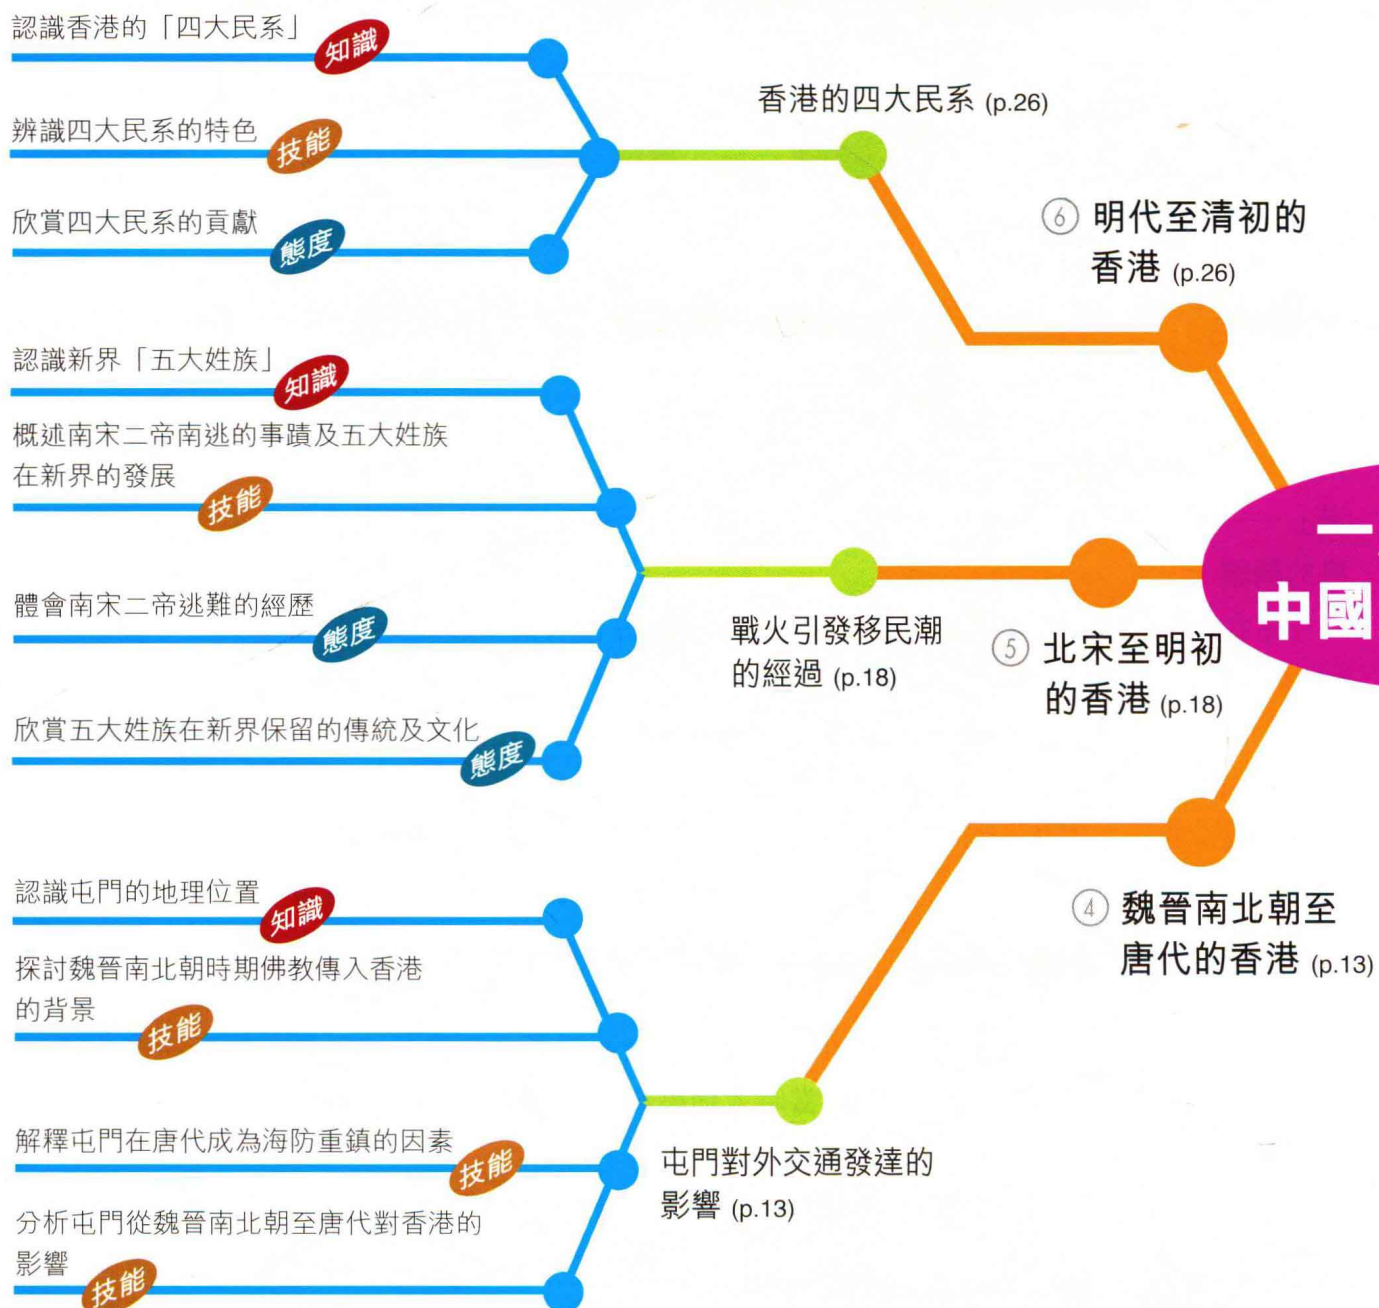 認識香港的「四大民系」
知識
辨識四大民系的特色
技能
欣賞四大民系的貢獻
態度
香港的四大民系 (p.26)
⑥ 明代至清初的
香港 (p.26)
認識新界「五大姓族」
知識
概述南宋二帝南逃的事蹟及五大姓族
在新界的發展
技能
體會南宋二帝逃難的經歷
態度
欣賞五大姓族在新界保留的傳統及文化
態度
戰火引發移民潮
的經過 (p.18)
⑤ 北宋至明初
的香港 (p.18)
一
中國
認識屯門的地理位置
知識
探討魏晉南北朝時期佛教傳入香港
的背景
技能
解釋屯門在唐代成為海防重鎮的因素
技能
分析屯門從魏晉南北朝至唐代對香港的
影響
技能
屯門對外交通發達的
影響 (p.13)
④ 魏晉南北朝至
唐代的香港 (p.13)